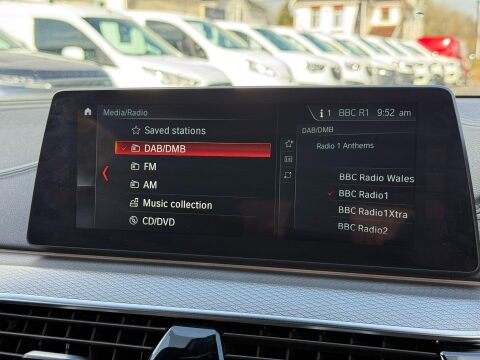 Media/Radio
i 1 BBC R1 9:52 am
Saved stations
DAB/DMB
FM
AM
Music collection
CD/DVD
DAB/DMB
Radio 1 Anthems
BBC Radio Wales
BBC Radio1
BBC Radio1Xtra
BBC Radio2